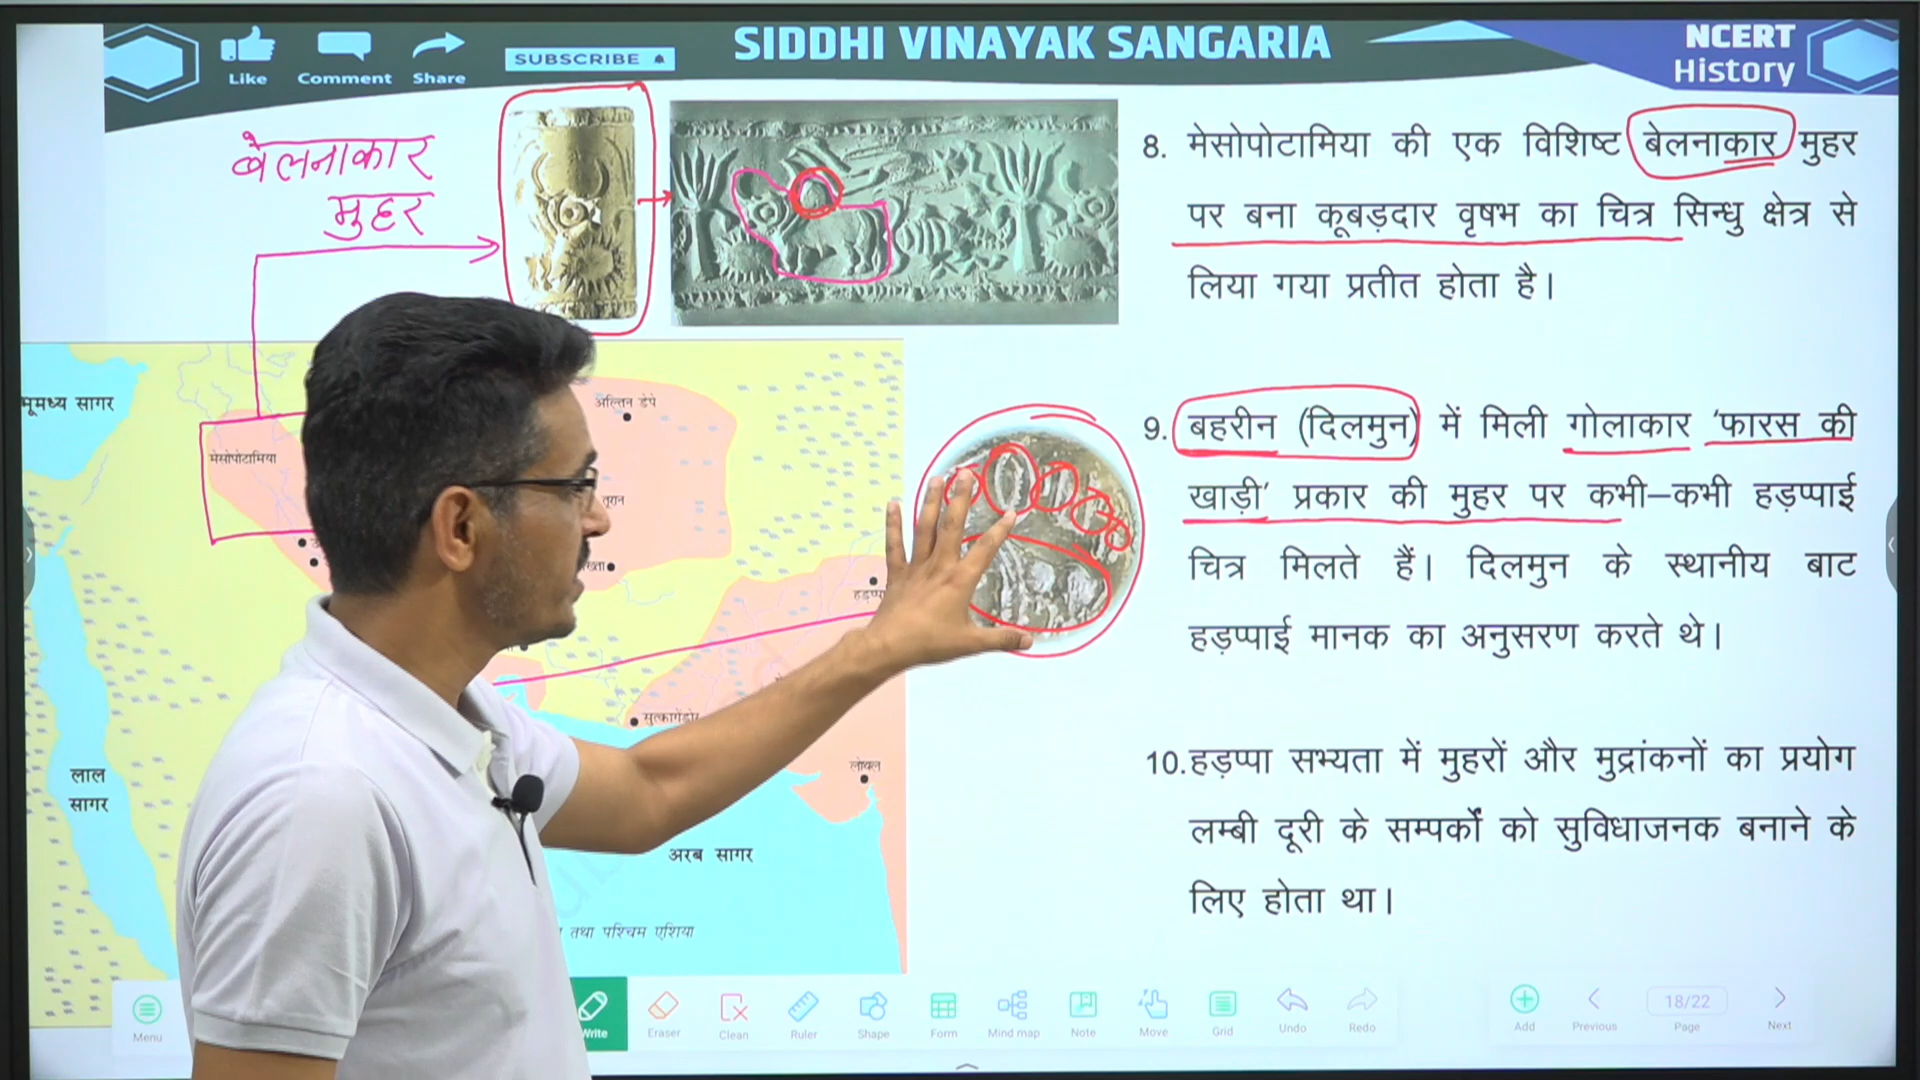 Like
Comment
Share
SUBSCRIBE
SIDDHI VINAYAK SANGARIA
NCERT
History
बेलनाकार
मुहर
8. मेसोपोटामिया की एक विशिष्ट बेलनाकार मुहर
पर बना कूबड़दार वृषभ का चित्र सिन्धु क्षेत्र से
लिया गया प्रतीत होता है।
9. बहरीन (दिलमुन) में मिली गोलाकार 'फारस की
खाड़ी' प्रकार की मुहर पर कभी–कभी हड़प्पाई
चित्र मिलते हैं। दिलमुन के स्थानीय बाट
हड़प्पाई मानक का अनुसरण करते थे।
10. हड़प्पा सभ्यता में मुहरों और मुद्रांकनों का प्रयोग
लम्बी दूरी के सम्पर्कों को सुविधाजनक बनाने के
लिए होता था।
भूमध्य सागर
मेसोपोटामिया
अल्तिन डेपे
तूरान
सुत्कागेंडोर
लोथल
लाल
सागर
अरब सागर
तथा पश्चिम एशिया
Menu
Write
Eraser
Clean
Ruler
Shape
Form
Mind map
Note
Move
Grid
Undo
Redo
Add
Previous
18/22
Page
Next